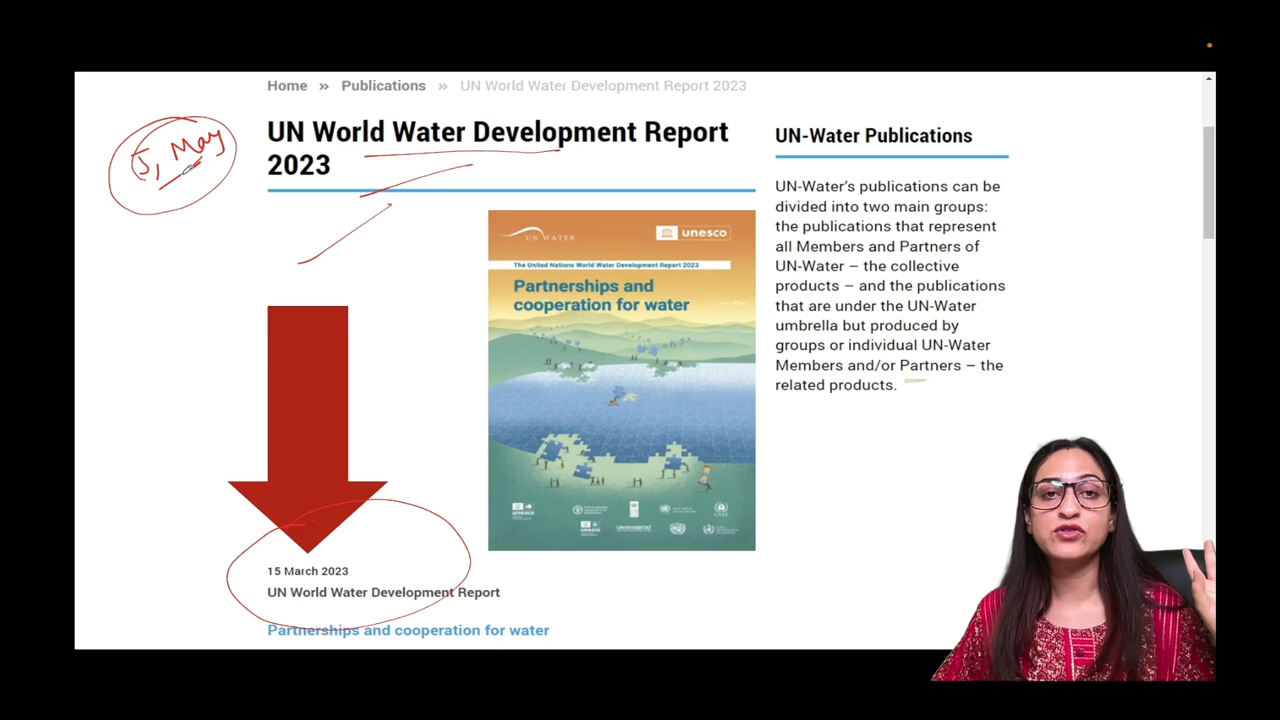 Home » Publications » UN World Water Development Report 2023
UN World Water Development Report
2023
5, May
UN WATER
unesco
The United Nations World Water Development Report 2023
Partnerships and
cooperation for water
15 March 2023
UN World Water Development Report
Partnerships and cooperation for water
UN-Water Publications
UN-Water's publications can be
divided into two main groups:
the publications that represent
all Members and Partners of
UN-Water – the collective
products – and the publications
that are under the UN-Water
umbrella but produced by
groups or individual UN-Water
Members and/or Partners – the
related products.